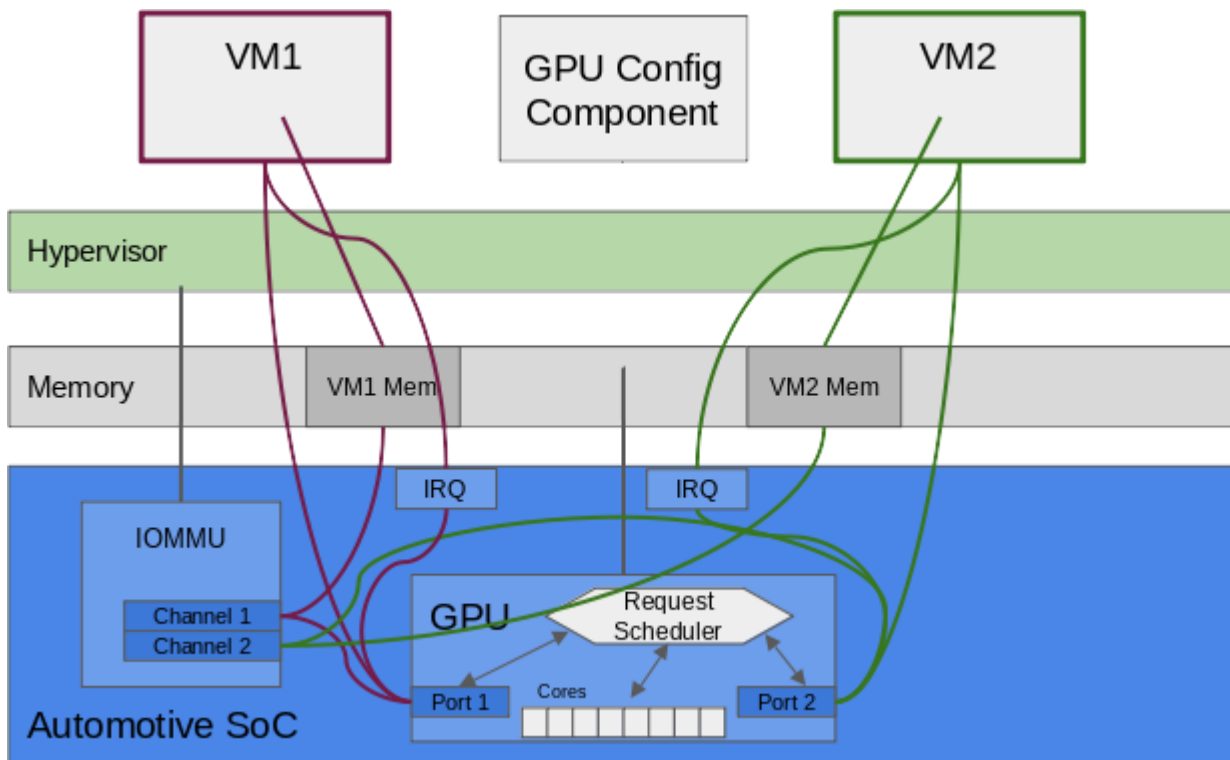 VM1
GPU Config
Component
VM2
Hypervisor
Memory
VM1 Mem
VM2 Mem
IRQ
IRQ
IOMMU
Channel 1
Channel 2
GPU
Request
Scheduler
Port 1
Cores
Port 2
Automotive SoC